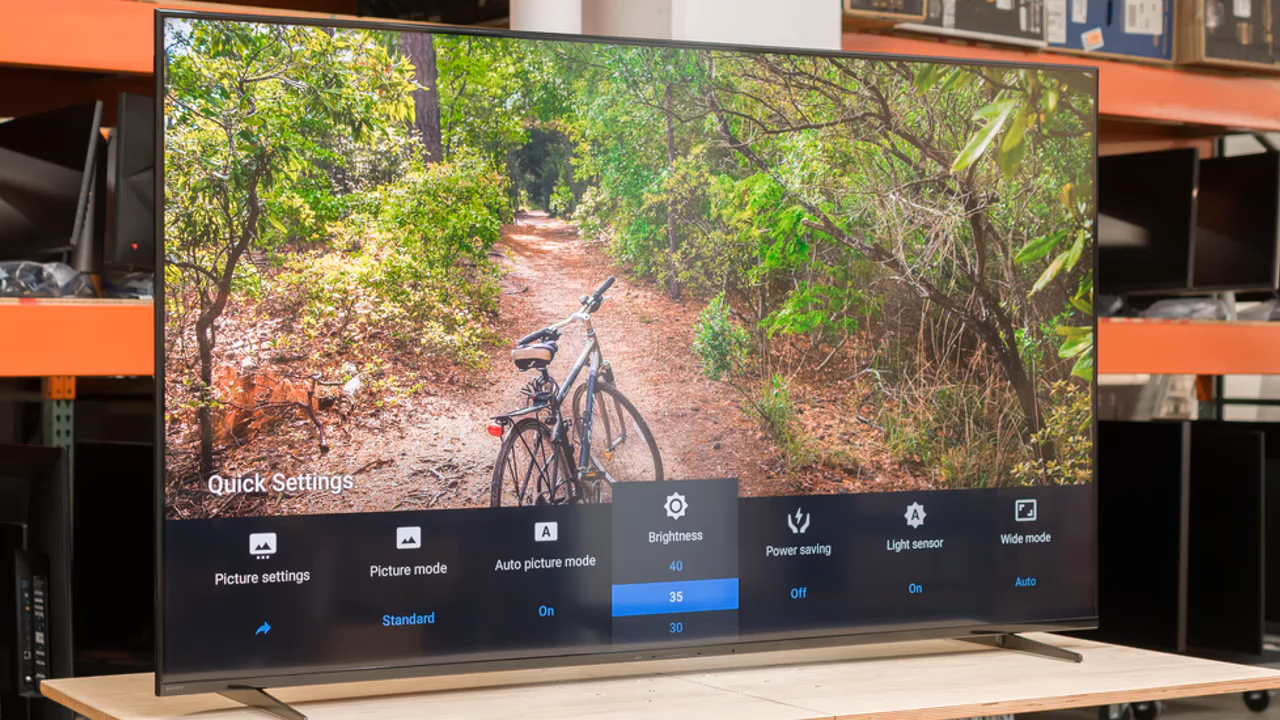 Quick Settings
Picture settings
Picture mode
Standard
A
Auto picture mode
On
Brightness
40
35
30
Power saving
Off
A
Light sensor
On
Wide mode
Auto
SONY